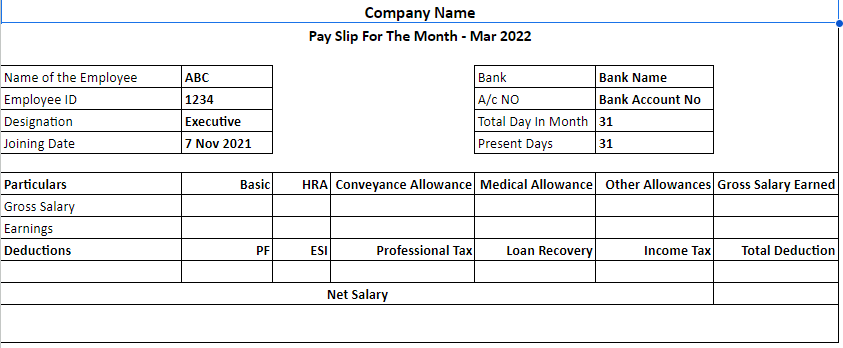 Company Name
Pay Slip For The Month - Mar 2022
Name of the Employee ABC Bank Bank Name
Employee ID 1234 A/c NO Bank Account No
Designation Executive Total Day In Month 31
Joining Date 7 Nov 2021 Present Days 31
Particulars Basic HRA Conveyance Allowance Medical Allowance Other Allowances Gross Salary Earned
Gross Salary
Earnings
Deductions PF ESI Professional Tax Loan Recovery Income Tax Total Deduction
Net Salary